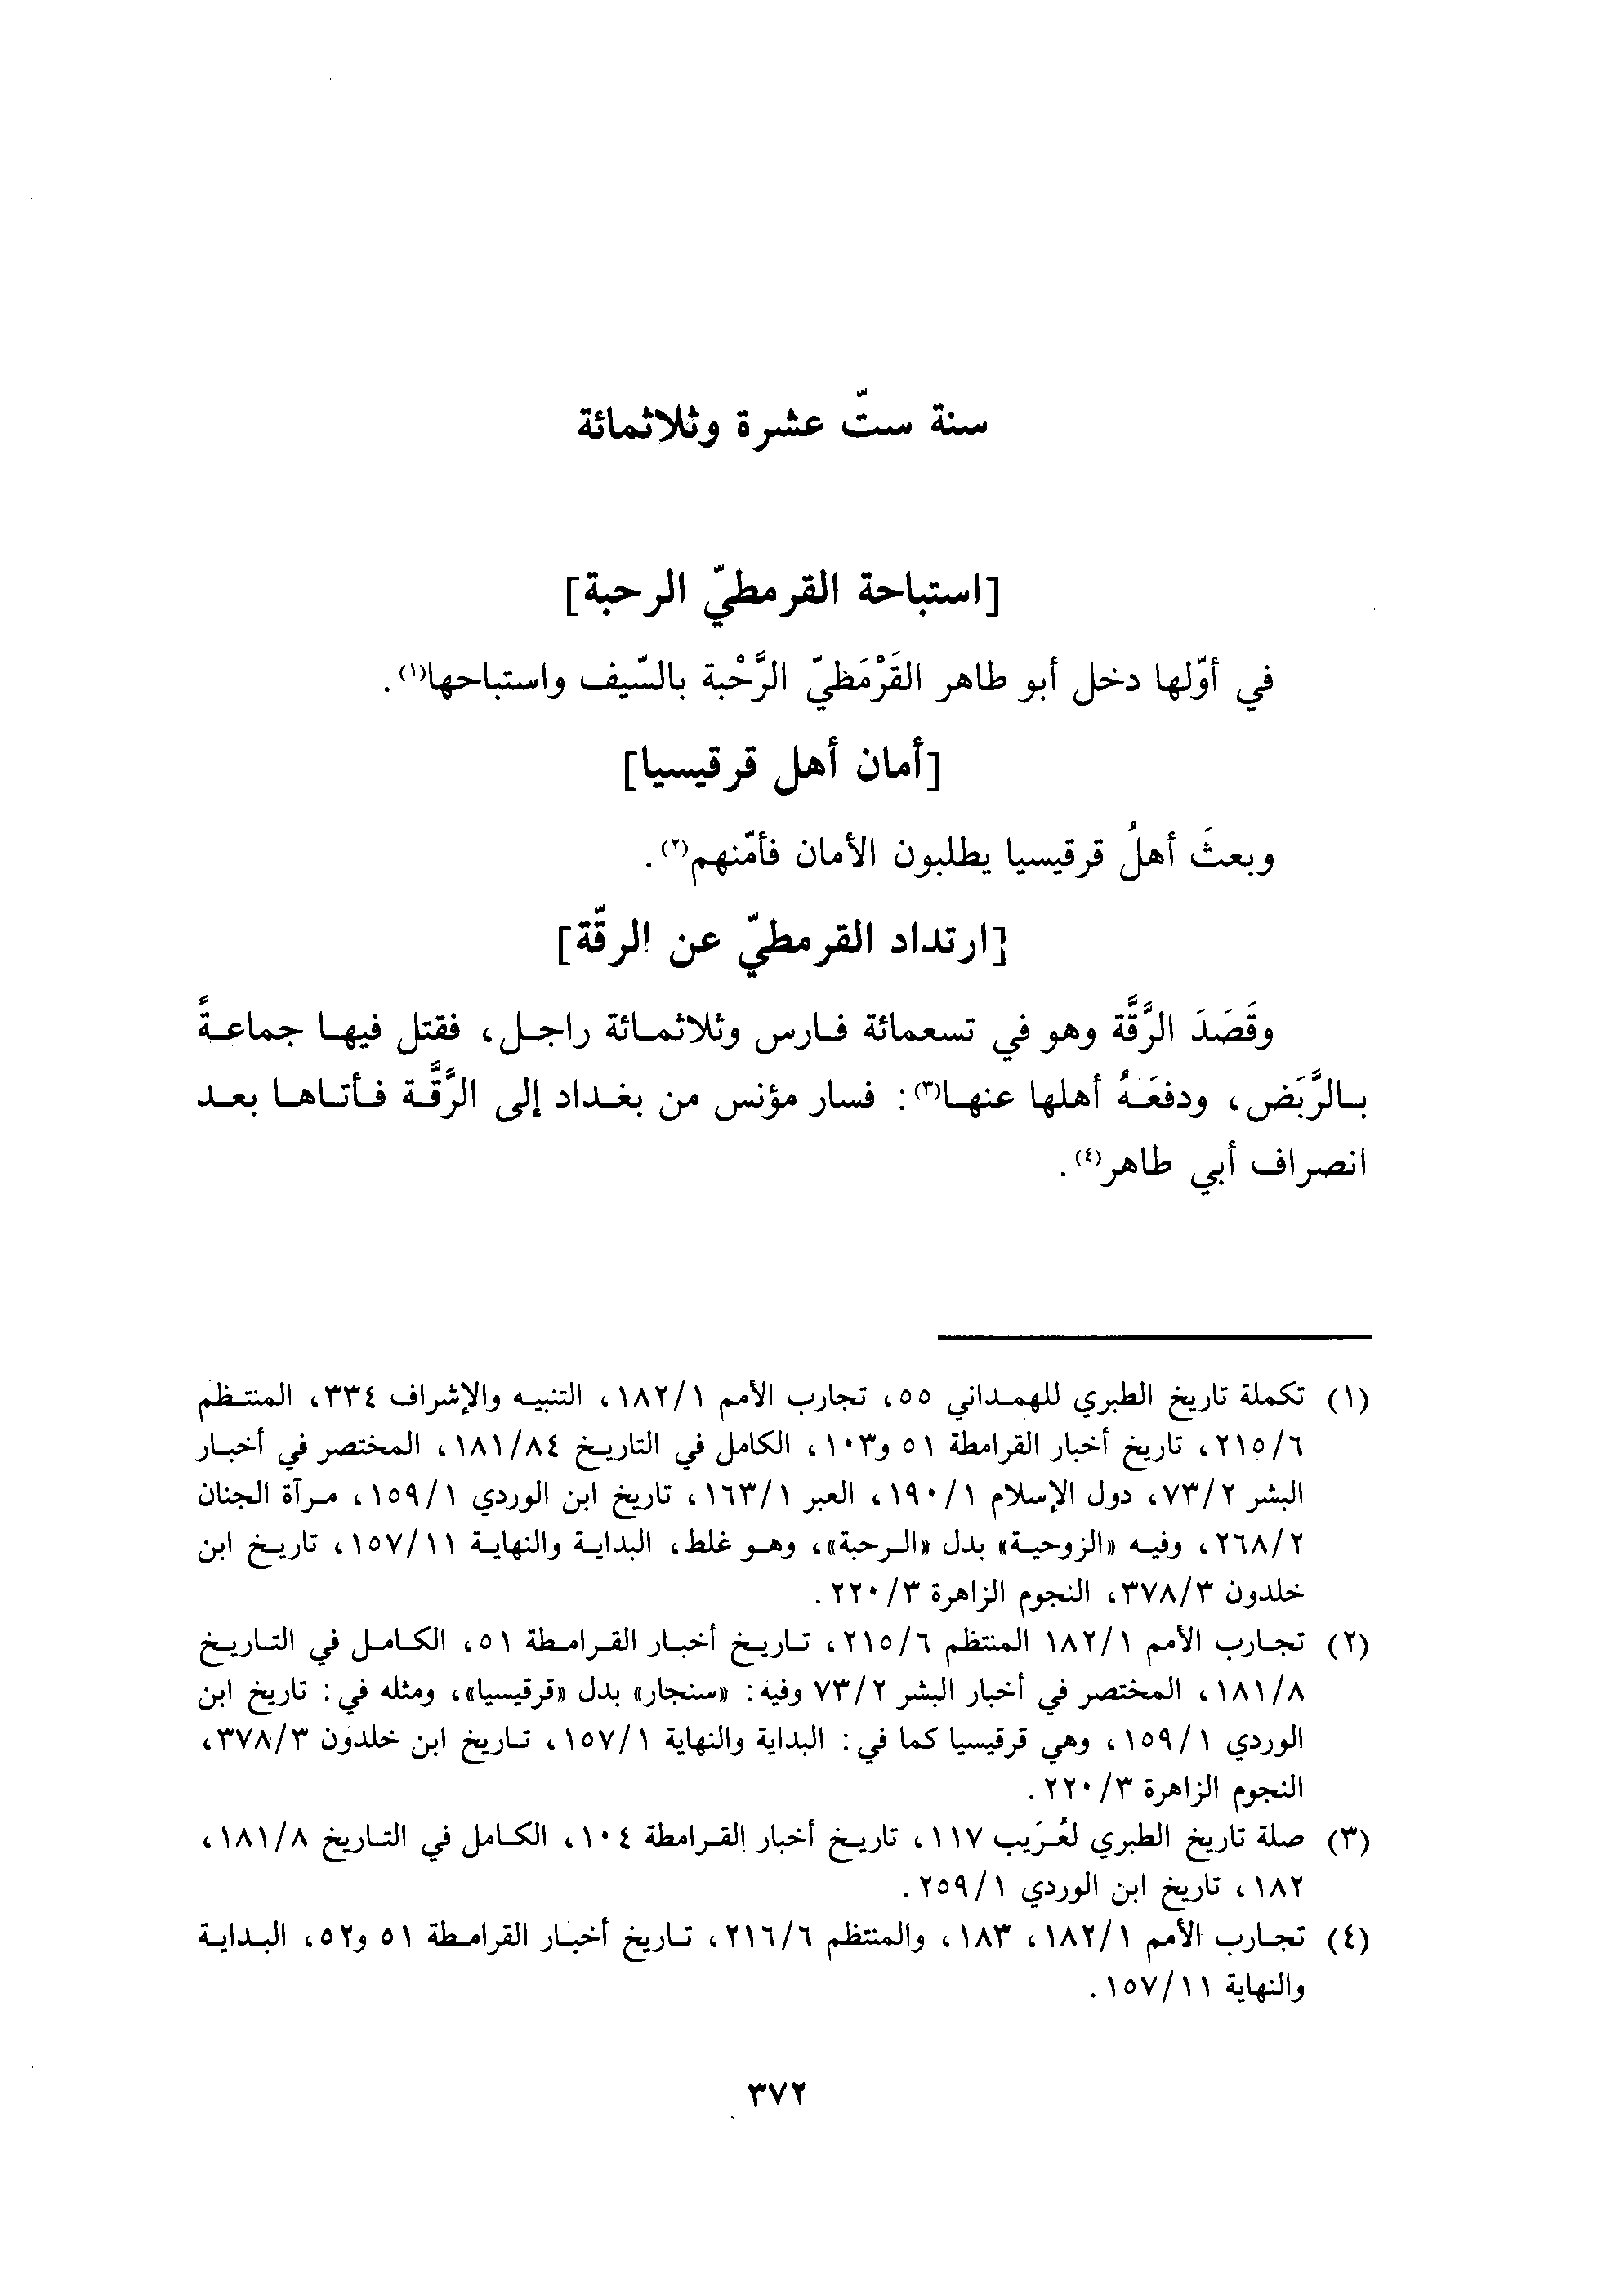 سنة ستّ عشرة وثلاثمائة
[استباحة القرمطيّ الرحبة]
في أوّلها دخل أبو طاهر القَرْمَظيّ الرَّحْبة بالسّيف واستباحها(١).
[أمان أهل قرقيسيا]
وبعثَ أهلُ قرقيسيا يطلبون الأمان فأمّنهم(٢).
[ارتداد القرمطيّ عن الرقّة]
وقَصَدَ الرَّقَّة وهو في تسعمائة فارس وثلاثمائة راجل، فقتل فيها جماعةً
بالرَّبَض، ودفعَهُ أهلها عنها(٣): فسار مؤنس من بغداد إلى الرَّقَّة فأتاها بعد
انصراف أبي طاهر(٤).
(١) تكملة تاريخ الطبري للهمداني ٥٥، تجارب الأمم ١٨٢/١، التنبيه والإشراف ٣٣٤، المنتظم
٢١٥/٦، تاريخ أخبار القرامطة ٥١ و١٠٣، الكامل في التاريخ ١٨١/٨٤، المختصر في أخبار
البشر ٧٣/٢، دول الإسلام ١٩٠/١، العبر ١٦٣/١، تاريخ ابن الوردي ١٥٩/١، مرآة الجنان
٢٦٨/٢، وفيه «الزوحية» بدل «الرحبة»، وهو غلط، البداية والنهاية ١٥٧/١١، تاريخ ابن
خلدون ٣٧٨/٣، النجوم الزاهرة ٢٢٠/٣.
(٢) تجارب الأمم ١٨٢/١ المنتظم ٢١٥/٦، تاريخ أخبار القرامطة ٥١، الكامل في التاريخ
١٨١/٨، المختصر في أخبار البشر ٧٣/٢ وفيه: «سنجار» بدل «قرقيسيا»، ومثله في: تاريخ ابن
الوردي ١٥٩/١، وهي قرقيسيا كما في: البداية والنهاية ١٥٧/١، تاريخ ابن خلدون ٣٧٨/٣،
النجوم الزاهرة ٢٢٠/٣.
(٣) صلة تاريخ الطبري لعُرَيب ١١٧، تاريخ أخبار القرامطة ١٠٤، الكامل في التاريخ ١٨١/٨،
١٨٢، تاريخ ابن الوردي ٢٥٩/١.
(٤) تجارب الأمم ١٨٢/١، ١٨٣، والمنتظم ٢١٦/٦، تاريخ أخبار القرامطة ٥١ و٥٢، البداية
والنهاية ١٥٧/١١.
٣٧٢